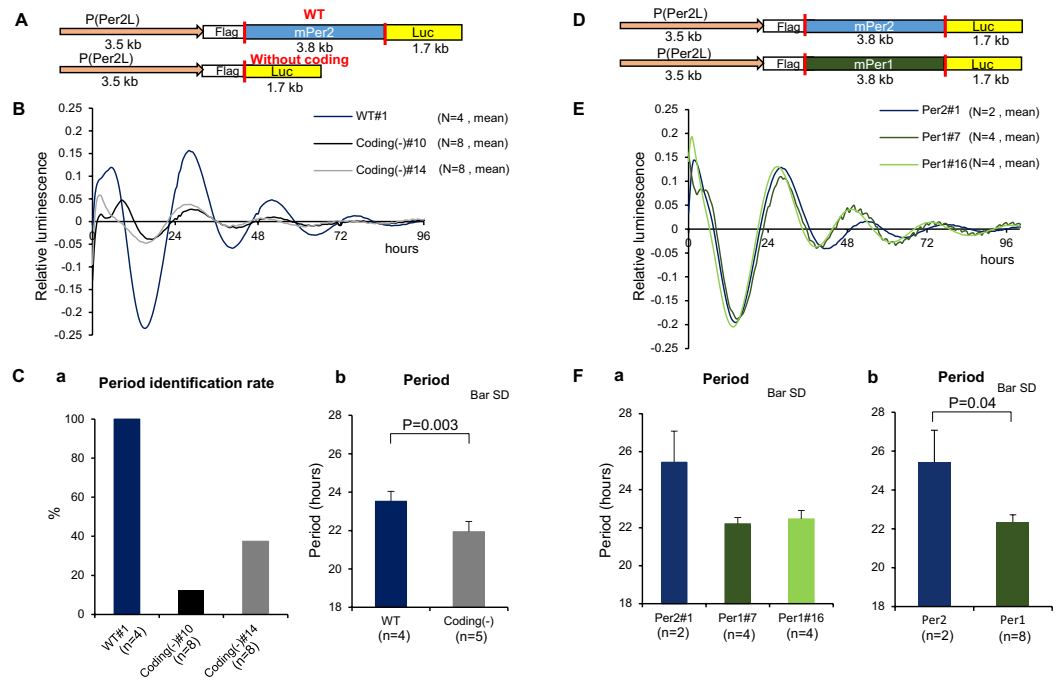 A
P(Per2L)
WT
Flag
mPer2
Luc
3.5 kb
3.8 kb
1.7 kb
P(Per2L)
Without coding
Flag
Luc
3.5 kb
1.7 kb
B
Relative luminescence
0.25
0.2
0.15
0.1
0.05
0
-0.05
-0.1
-0.15
-0.2
-0.25
0
24
48
72
96
hours
WT#1 (N=4 , mean)
Coding(-)#10 (N=8, mean)
Coding(-)#14 (N=8, mean)
C
a
Period identification rate
%
100
80
60
40
20
0
WT#1
(n=4)
Coding(-)#10
(n=8)
Coding(-)#14
(n=8)
b
Period
Bar SD
P=0.003
Period (hours)
28
26
24
22
20
18
WT
(n=4)
Coding(-)
(n=5)
D
P(Per2L)
Flag
mPer2
Luc
3.5 kb
3.8 kb
1.7 kb
P(Per2L)
Flag
mPer1
Luc
3.5 kb
3.8 kb
1.7 kb
E
Relative luminescence
0.25
0.2
0.15
0.1
0.05
0
-0.05
-0.1
-0.15
-0.2
-0.25
0
24
48
72
96
hours
Per2#1 (N=2 , mean)
Per1#7 (N=4 , mean)
Per1#16 (N=4 , mean)
F
a
Period
Bar SD
Period (hours)
28
26
24
22
20
18
Per2#1
(n=2)
Per1#7
(n=4)
Per1#16
(n=4)
b
Period
Bar SD
P=0.04
28
26
24
22
20
18
Per2
(n=2)
Per1
(n=8)